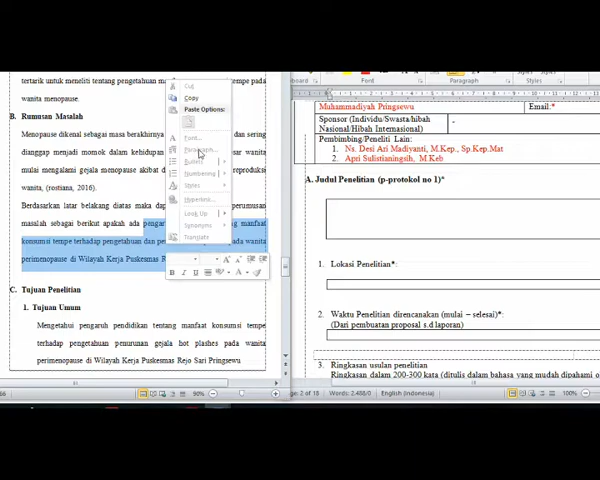 tertarik untuk meneliti tentang pengetahuan
tempe pada
wanita menopause.
B. Rumusan Masalah
Menopause dikenal sebagai masa berakhirny
dan sering
dianggap menjadi momok dalam kehidupan
masalah
wanita mulai mengalami gejala menopause akibat
reproduksi
wanita, (rostiana, 2016).
Berdasarkan latar belakang diatas maka dap
perumusan
masalah sebagai berikut apakah ada pengar
ng manfaat
konsumsi tempe terhadap pengetahuan dan pe
pada wanita
perimenopause di Wilayah Kerja Puskesmas R
C. Tujuan Penelitian
1. Tujuan Umum
Mengetahui pengaruh pendidikan tentang manfaat konsumsi tempe
terhadap pengetahuan penurunan gejala hot plashes pada wanita
perimenopause di Wilayah Kerja Puskesmas Rejo Sari Pringsewu
66
90%
Cut
Copy
Paste Options:
Font...
Paragraph...
Bullets
Numbering
Styles
Hyperlink...
Look Up
Synonyms
Translate
Paragraph
Styles
Muhammadiyah Pringsewu
Email:*
Sponsor (Individu/Swasta/hibah
Nasional/Hibah Internasional)
-
Pembimbing/Peneliti Lain:
1. Ns. Desi Ari Madiyanti, M.Kep., Sp.Kep.Mat
2. Apri Sulistianingsih, M.Keb
A. Judul Penelitian (p-protokol no 1)*
1. Lokasi Penelitian*:
2. Waktu Penelitian direncanakan (mulai – selesai)*:
(Dari pembuatan proposal s.d laporan)
3. Ringkasan usulan penelitian
Ringkasan dalam 200-300 kata (ditulis dalam bahasa yang mudah dipahami o
Page: 2 of 18
Words: 2.488/0
English (Indonesia)
100%